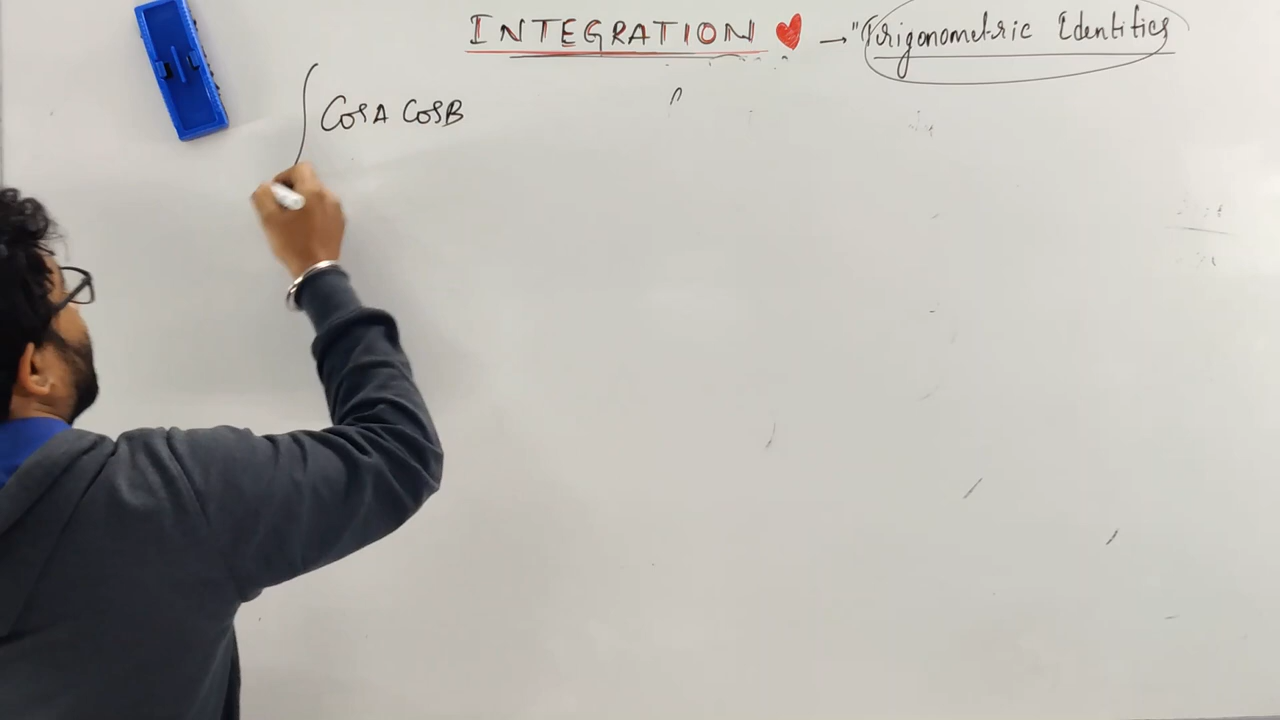 INTEGRATION ❤ → "Trigonometric Identities
∫ CosA CosB